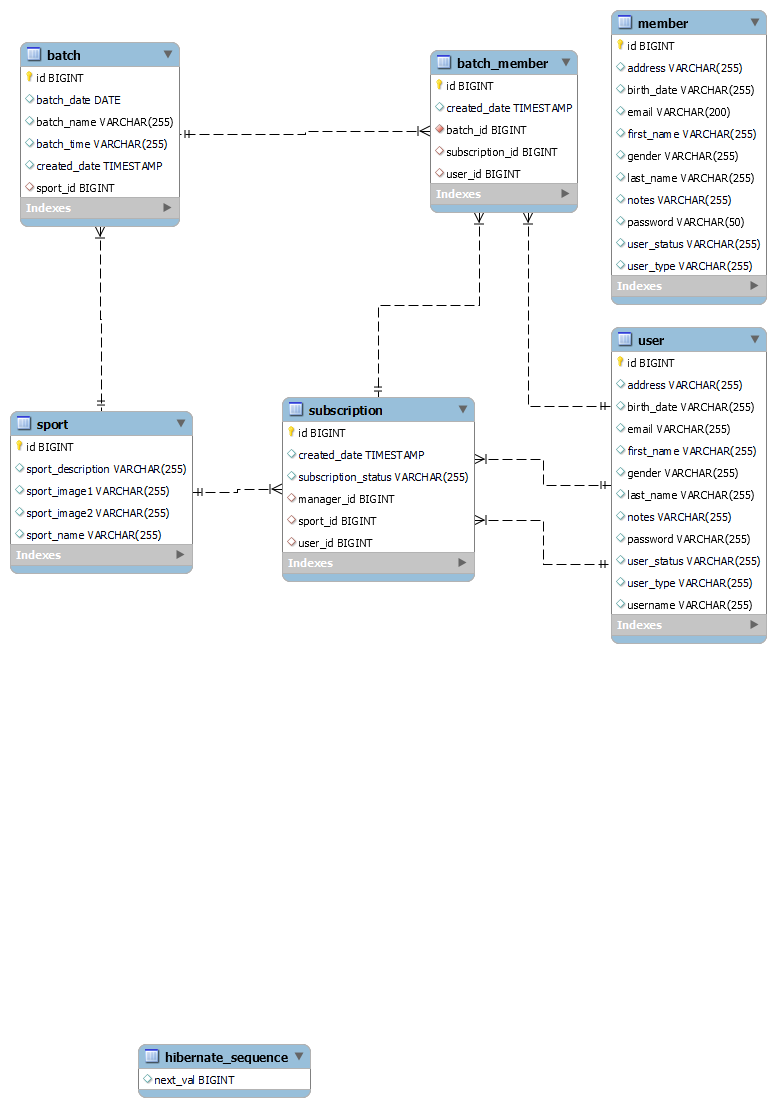 batch
id BIGINT
batch_date DATE
batch_name VARCHAR(255)
batch_time VARCHAR(255)
created_date TIMESTAMP
sport_id BIGINT
Indexes
batch_member
id BIGINT
created_date TIMESTAMP
batch_id BIGINT
subscription_id BIGINT
user_id BIGINT
Indexes
member
id BIGINT
address VARCHAR(255)
birth_date VARCHAR(255)
email VARCHAR(200)
first_name VARCHAR(255)
gender VARCHAR(255)
last_name VARCHAR(255)
notes VARCHAR(255)
password VARCHAR(50)
user_status VARCHAR(255)
user_type VARCHAR(255)
Indexes
sport
id BIGINT
sport_description VARCHAR(255)
sport_image1 VARCHAR(255)
sport_image2 VARCHAR(255)
sport_name VARCHAR(255)
Indexes
subscription
id BIGINT
created_date TIMESTAMP
subscription_status VARCHAR(255)
manager_id BIGINT
sport_id BIGINT
user_id BIGINT
Indexes
user
id BIGINT
address VARCHAR(255)
birth_date VARCHAR(255)
email VARCHAR(255)
first_name VARCHAR(255)
gender VARCHAR(255)
last_name VARCHAR(255)
notes VARCHAR(255)
password VARCHAR(255)
user_status VARCHAR(255)
user_type VARCHAR(255)
username VARCHAR(255)
Indexes
hibernate_sequence
next_val BIGINT